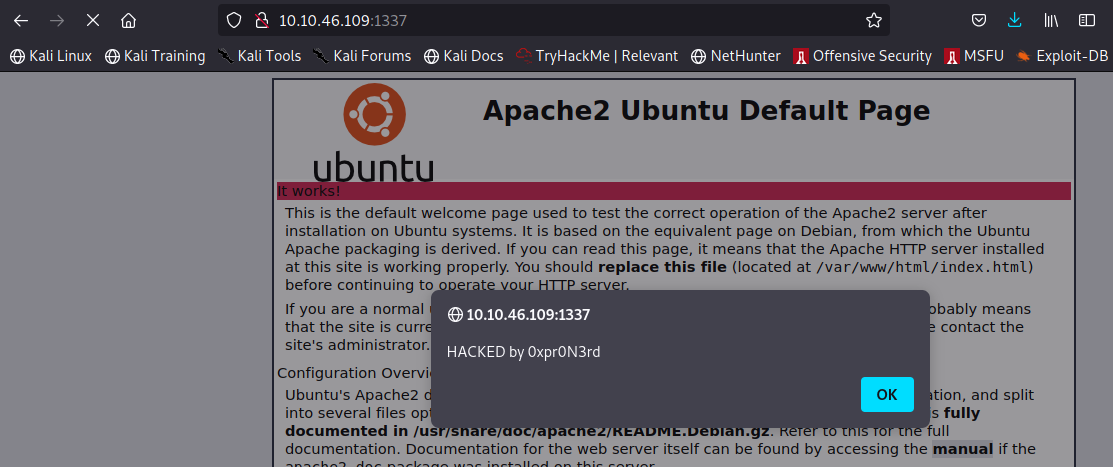 10.10.46.109:1337
Kali Linux Kali Training Kali Tools Kali Forums Kali Docs TryHackMe | Relevant NetHunter Offensive Security MSFU Exploit-DB
Apache2 Ubuntu Default Page
ubuntu
It works!
This is the default welcome page used to test the correct operation of the Apache2 server after
installation on Ubuntu systems. It is based on the equivalent page on Debian, from which the Ubuntu
Apache packaging is derived. If you can read this page, it means that the Apache HTTP server installed
at this site is working properly. You should replace this file (located at /var/www/html/index.html)
before continuing to operate your HTTP server.
If you are a normal obably means
that the site is curre e contact the
site's administrator.
10.10.46.109:1337
HACKED by 0xpr0N3rd
OK
Configuration Overvi
Ubuntu's Apache2 d ation, and split
into several files opt s fully
documented in /usr/share/doc/apache2/README.Debian.gz. Refer to this for the full
documentation. Documentation for the web server itself can be found by accessing the manual if the
apache2-doc package was installed on this server.